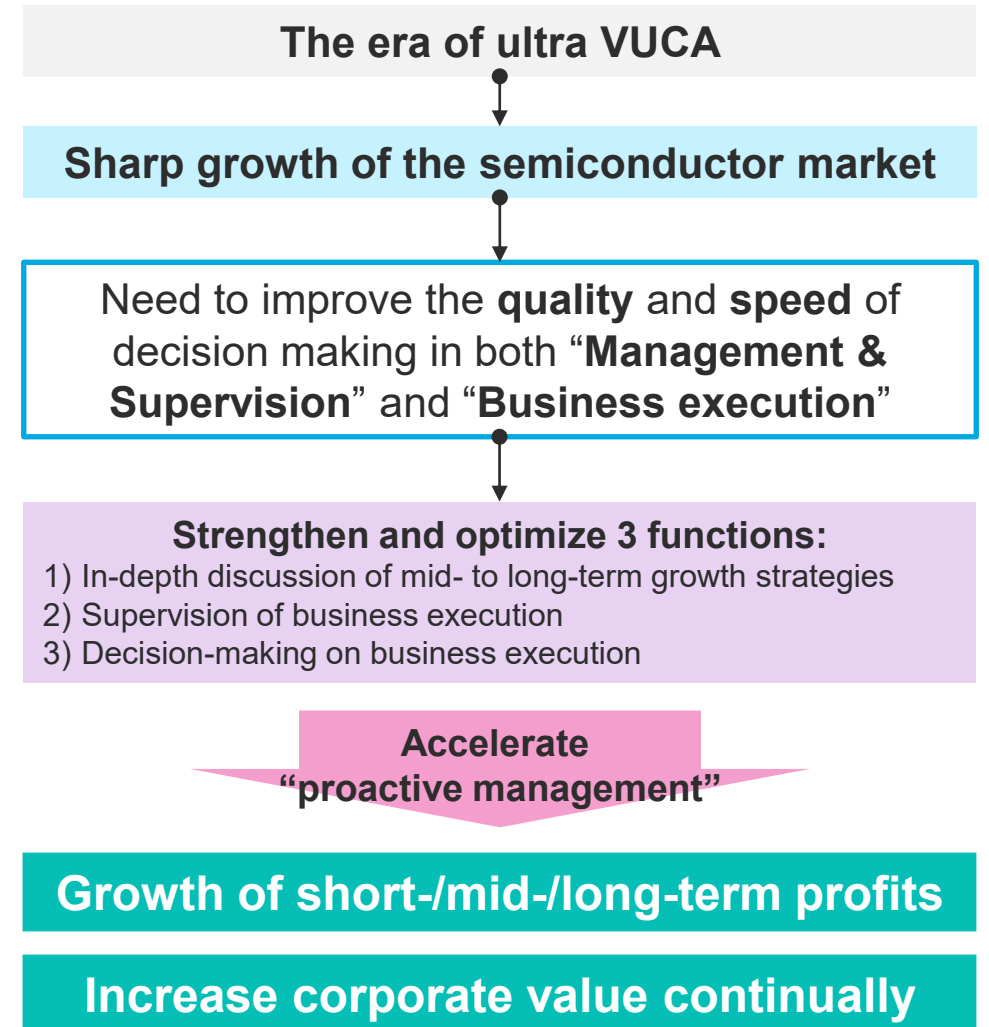 The era of ultra VUCA
Sharp growth of the semiconductor market
Need to improve the quality and speed of
decision making in both “Management &
Supervision” and “Business execution”
Strengthen and optimize 3 functions:
1) In-depth discussion of mid- to long-term growth strategies
2) Supervision of business execution
3) Decision-making on business execution
Accelerate
“proactive management”
Growth of short-/mid-/long-term profits
Increase corporate value continually